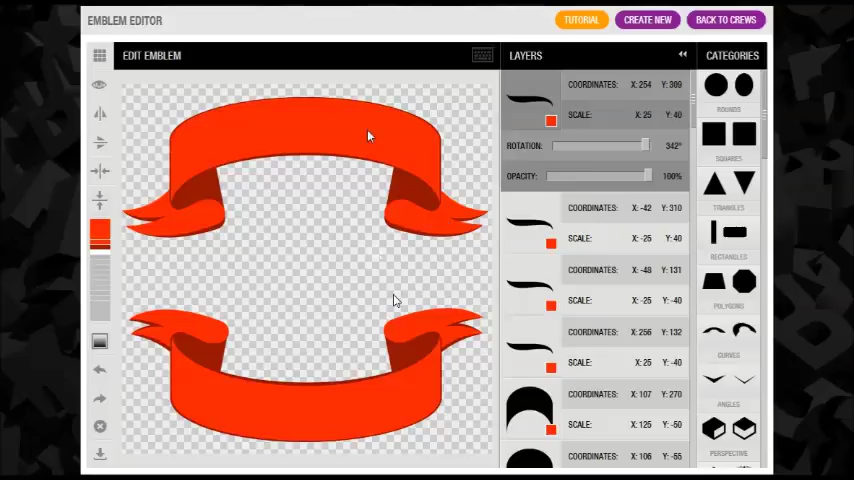 EMBLEM EDITOR
TUTORIAL
CREATE NEW
BACK TO CREWS
EDIT EMBLEM
LAYERS
CATEGORIES
COORDINATES: X: 254 Y: 309
SCALE: X: 25 Y: 40
ROTATION: 342°
OPACITY: 100%
COORDINATES: X: -42 Y: 310
SCALE: X: -25 Y: 40
COORDINATES: X: -48 Y: 131
SCALE: X: -25 Y: -40
COORDINATES: X: 256 Y: 132
SCALE: X: 25 Y: -40
COORDINATES: X: 107 Y: 270
SCALE: X: 125 Y: -50
COORDINATES: X: 106 Y: -55
ROUNDS
SQUARES
TRIANGLES
RECTANGLES
POLYGONS
CURVES
ANGLES
PERSPECTIVE